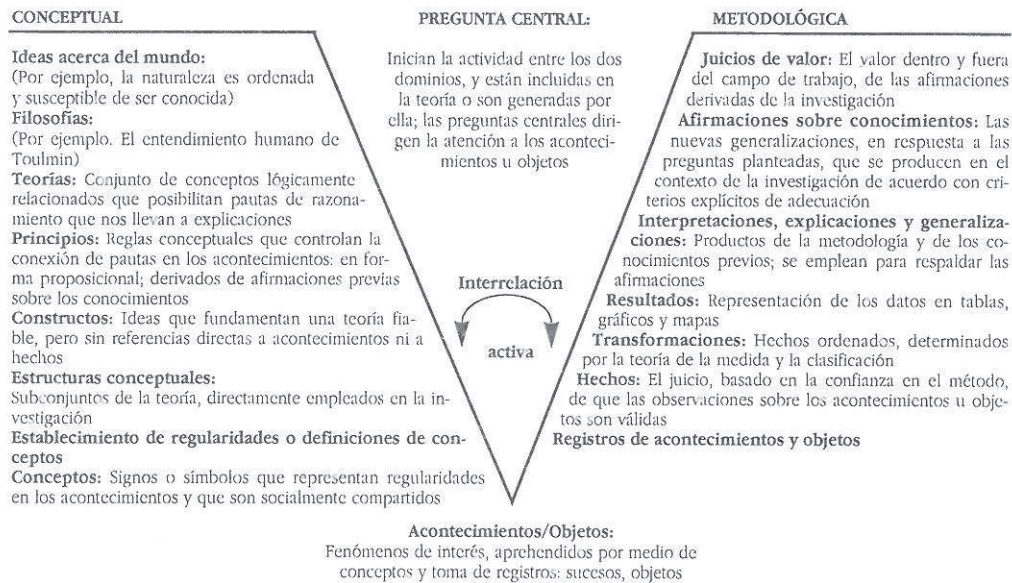 CONCEPTUAL
Ideas acerca del mundo:
(Por ejemplo, la naturaleza es ordenada
y susceptible de ser conocida)
Filosofías:
(Por ejemplo. El entendimiento humano de
Toulmin)
Teorías: Conjunto de conceptos lógicamente
relacionados que posibilitan pautas de razona-
miento que nos llevan a explicaciones
Principios: Reglas conceptuales que controlan la
conexión de pautas en los acontecimientos: en for-
ma proposicional; derivados de afirmaciones previas
sobre los conocimientos
Constructos: Ideas que fundamentan una teoría fia-
ble, pero sin referencias directas a acontecimientos ni a
hechos
Estructuras conceptuales:
Subconjuntos de la teoría, directamente empleados en la in-
vestigación
Establecimiento de regularidades o definiciones de con-
ceptos
Conceptos: Signos o símbolos que representan regularidades
en los acontecimientos y que son socialmente compartidos
PREGUNTA CENTRAL:
Inician la actividad entre los dos
dominios, y están incluidas en
la teoría o son generadas por
ella; las preguntas centrales diri-
gen la atención a los aconteci-
mientos u objetos
Interrelación
activa
METODOLÓGICA
Juicios de valor: El valor dentro y fuera
del campo de trabajo, de las afirmaciones
derivadas de la investigación
Afirmaciones sobre conocimientos: Las
nuevas generalizaciones, en respuesta a las
preguntas planteadas, que se producen en el
contexto de la investigación de acuerdo con cri-
terios explícitos de adecuación
Interpretaciones, explicaciones y generaliza-
ciones: Productos de la metodología y de los co-
nocimientos previos; se emplean para respaldar las
afirmaciones
Resultados: Representación de los datos en tablas,
gráficos y mapas
Transformaciones: Hechos ordenados, determinados
por la teoría de la medida y la clasificación
Hechos: El juicio, basado en la confianza en el método,
de que las observaciones sobre los acontecimientos u obje-
tos son válidas
Registros de acontecimientos y objetos
Acontecimientos/Objetos:
Fenómenos de interés, aprehendidos por medio de
conceptos y toma de registros: sucesos, objetos